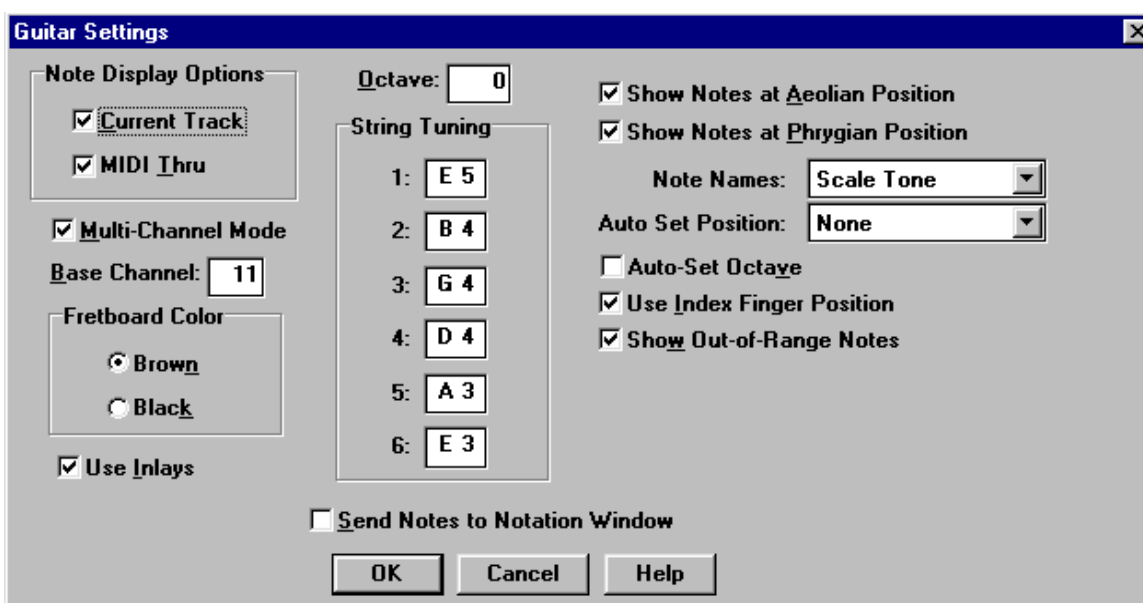 Guitar Settings
Note Display Options
Current Track
MIDI Thru
Multi-Channel Mode
Base Channel: 11
Fretboard Color
Brown
Black
Use Inlays
Octave: 0
String Tuning
1: E 5
2: B 4
3: G 4
4: D 4
5: A 3
6: E 3
Show Notes at Aeolian Position
Show Notes at Phrygian Position
Note Names: Scale Tone
Auto Set Position: None
Auto-Set Octave
Use Index Finger Position
Show Out-of-Range Notes
Send Notes to Notation Window
OK Cancel Help